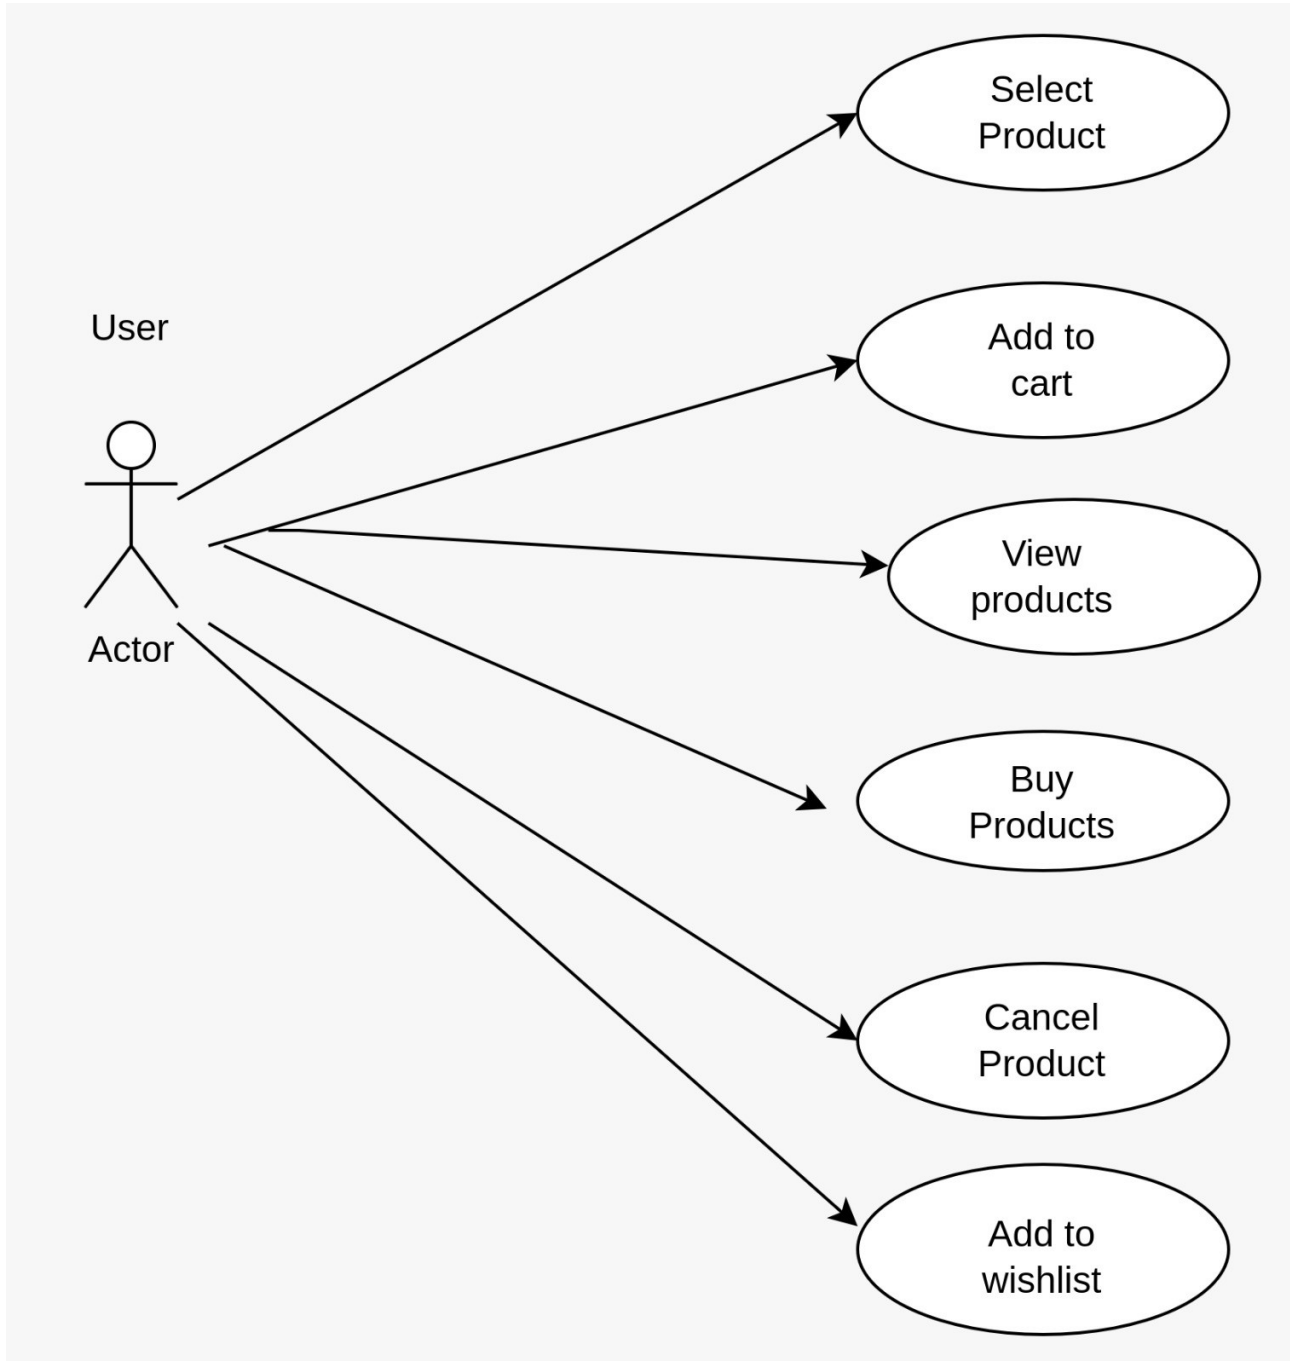 Select
Product
User
Add to
cart
View
products
Actor
Buy
Products
Cancel
Product
Add to
wishlist